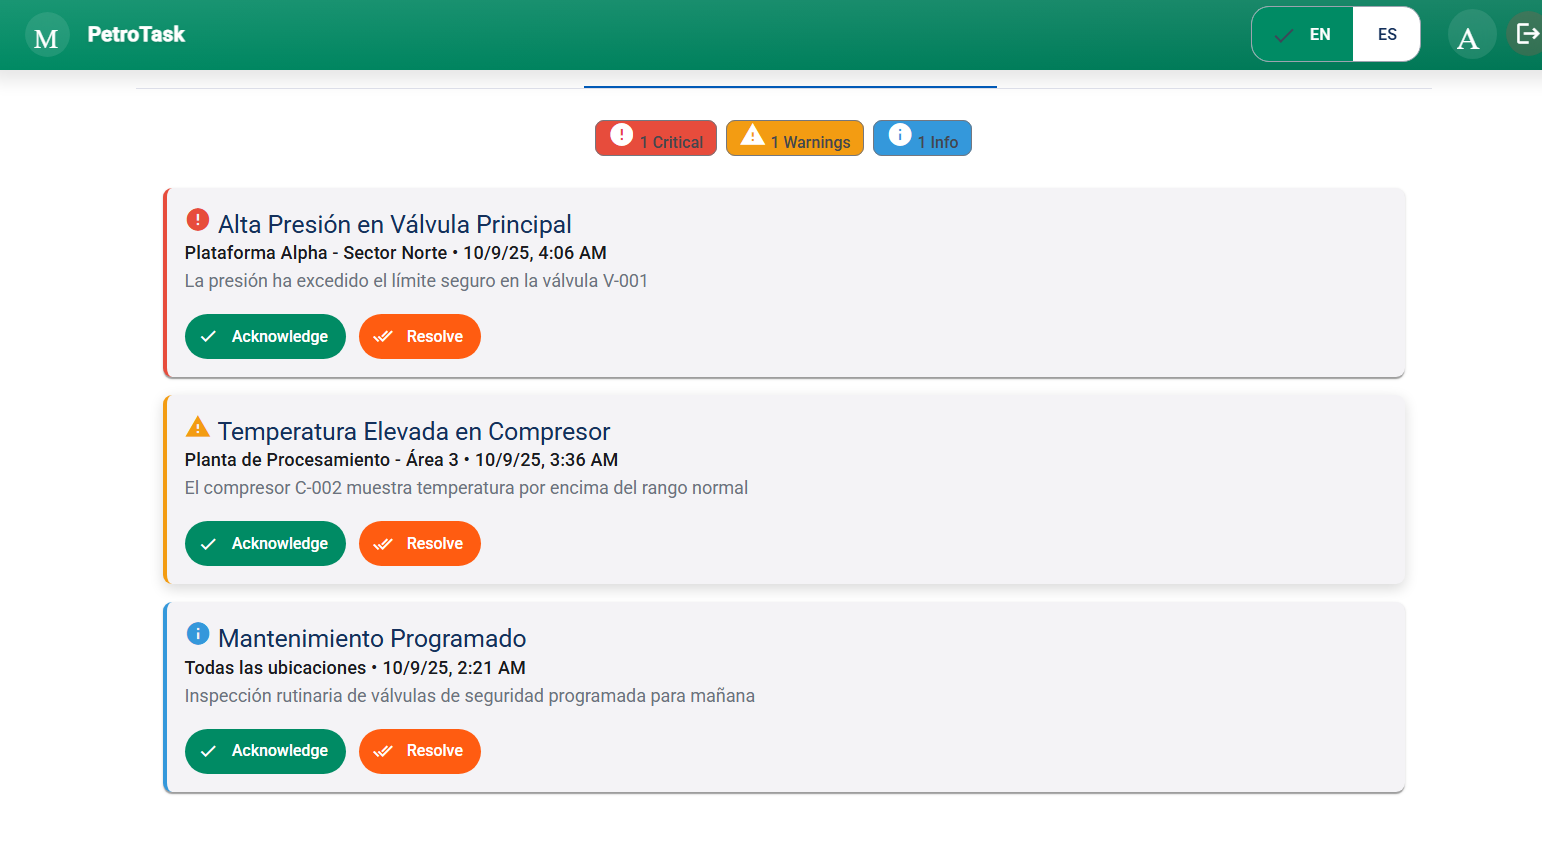 M PetroTask EN ES A
1 Critical 1 Warnings 1 Info
Alta Presión en Válvula Principal
Plataforma Alpha - Sector Norte • 10/9/25, 4:06 AM
La presión ha excedido el límite seguro en la válvula V-001
Acknowledge Resolve
Temperatura Elevada en Compresor
Planta de Procesamiento - Área 3 • 10/9/25, 3:36 AM
El compresor C-002 muestra temperatura por encima del rango normal
Acknowledge Resolve
Mantenimiento Programado
Todas las ubicaciones • 10/9/25, 2:21 AM
Inspección rutinaria de válvulas de seguridad programada para mañana
Acknowledge Resolve